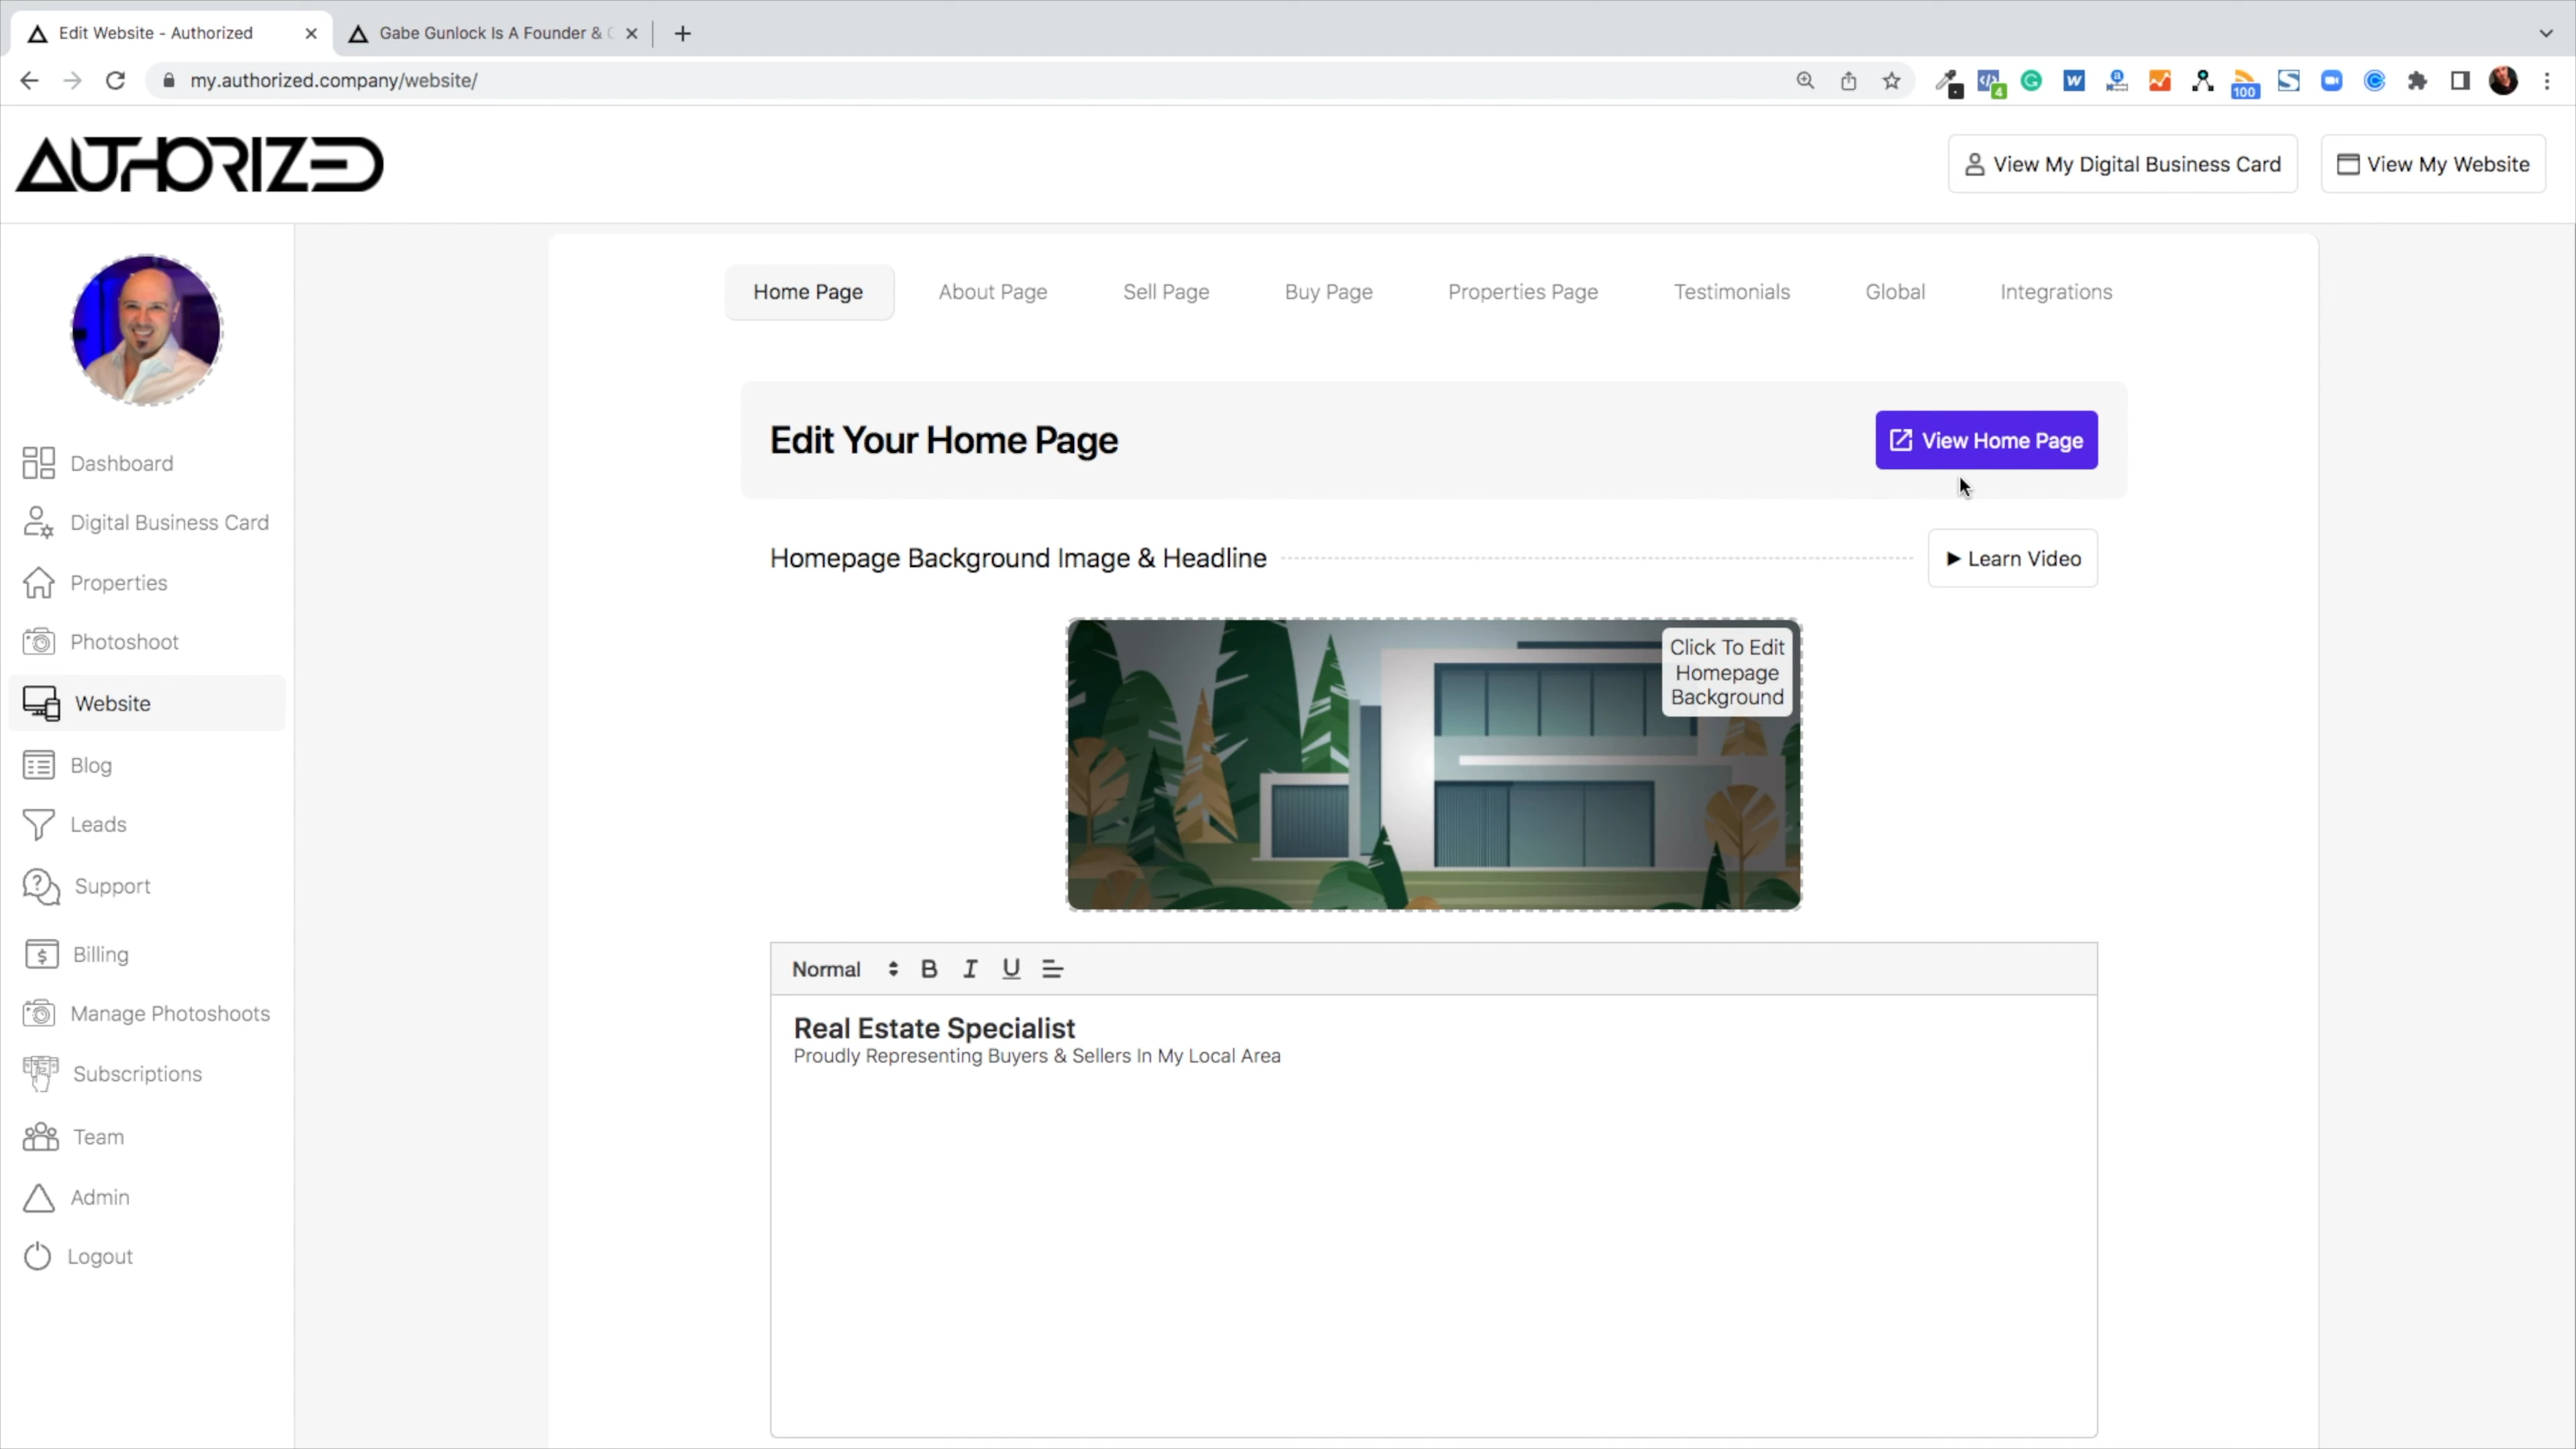 Edit Website - Authorized
Gabe Gunlock Is A Founder &
my.authorized.company/website/
4
100
AUTHORIZED
View My Digital Business Card
View My Website
Home Page
About Page
Sell Page
Buy Page
Properties Page
Testimonials
Global
Integrations
Dashboard
Digital Business Card
Properties
Photoshoot
Website
Blog
Leads
Support
Billing
Manage Photoshoots
Subscriptions
Team
Admin
Logout
Edit Your Home Page
View Home Page
Homepage Background Image & Headline
Learn Video
Click To Edit
Homepage
Background
Normal
B I U
Real Estate Specialist
Proudly Representing Buyers & Sellers In My Local Area